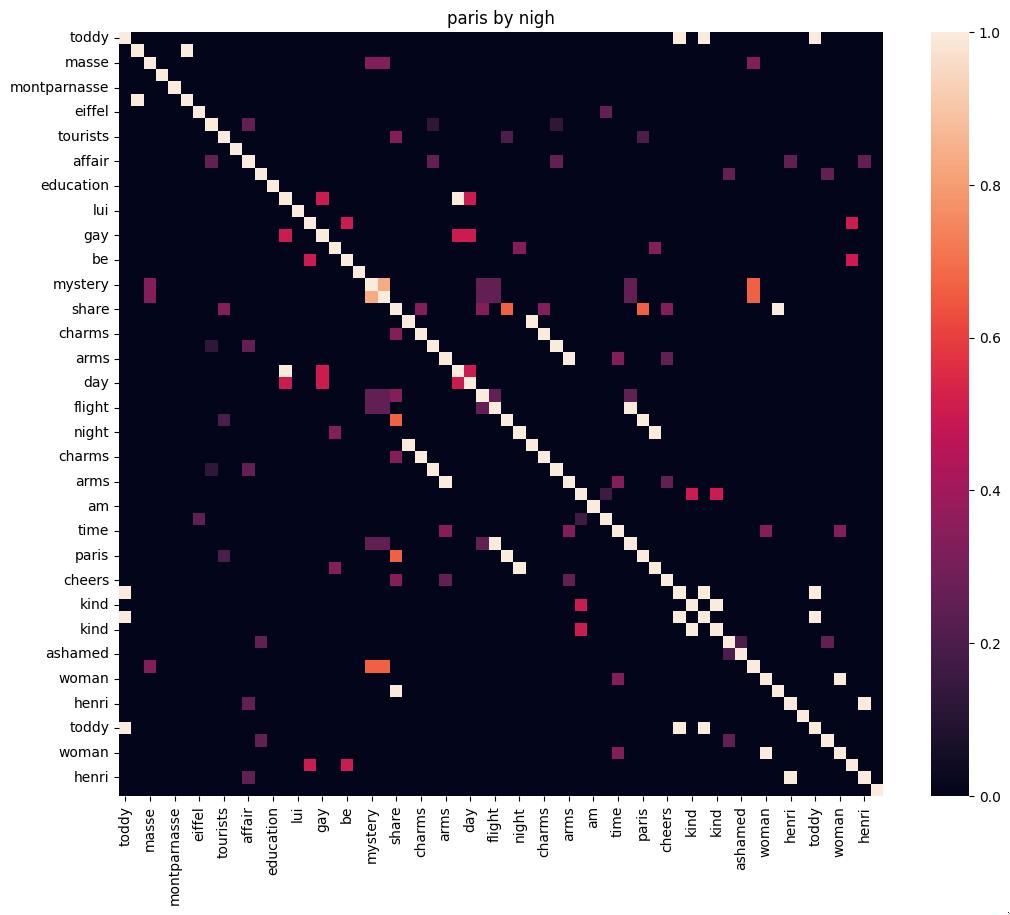 paris by nigh
toddy
masse
montparnasse
eiffel
tourists
affair
education
lui
gay
be
mystery
share
charms
arms
day
flight
night
charms
arms
am
time
paris
cheers
kind
kind
ashamed
woman
henri
toddy
woman
henri
1.0
0.8
0.6
0.4
0.2
0.0
toddy
masse
montparnasse
eiffel
tourists
affair
education
lui
gay
be
mystery
share
charms
arms
day
flight
night
charms
arms
am
time
paris
cheers
kind
kind
ashamed
woman
henri
toddy
woman
henri